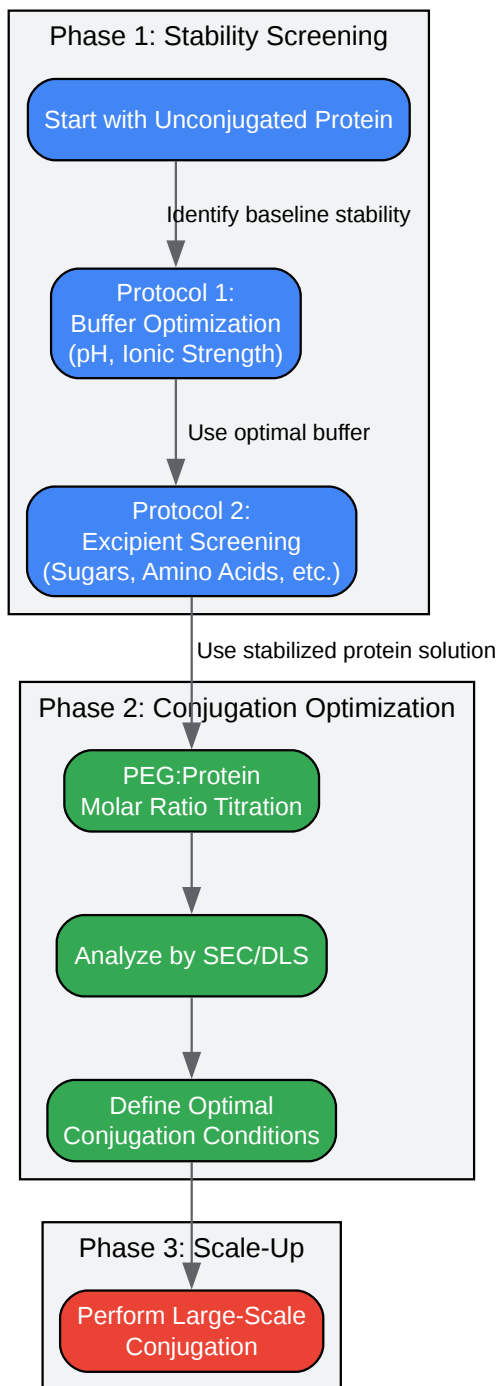 Phase 1: Stability Screening
Start with Unconjugated Protein
Identify baseline stability
Protocol 1:
Buffer Optimization
(pH, Ionic Strength)
Use optimal buffer
Protocol 2:
Excipient Screening
(Sugars, Amino Acids, etc.)
Use stabilized protein solution
Phase 2: Conjugation Optimization
PEG:Protein
Molar Ratio Titration
Analyze by SEC/DLS
Define Optimal
Conjugation Conditions
Phase 3: Scale-Up
Perform Large-Scale
Conjugation